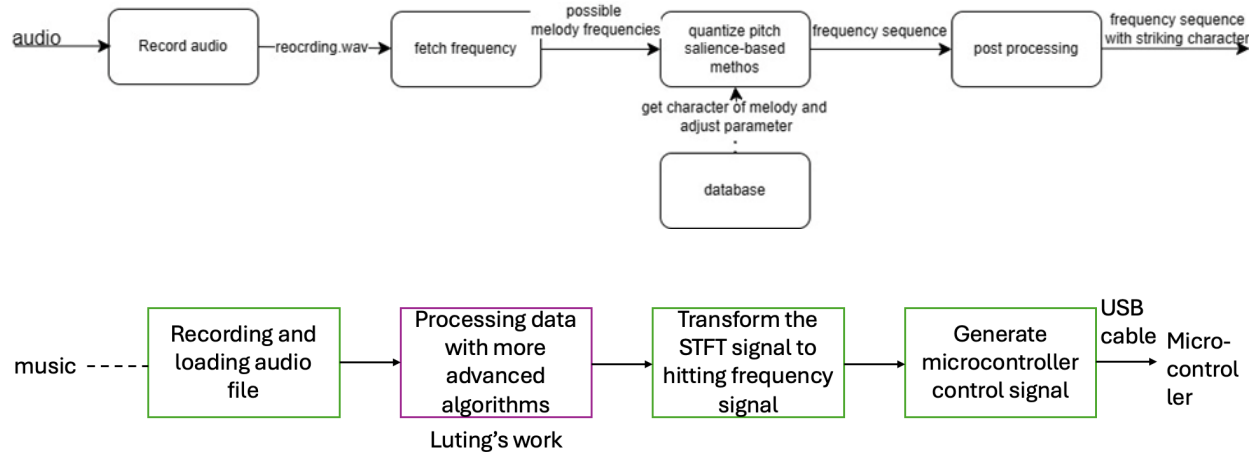 audio
Record audio
reocrding.wav
fetch frequency
possible
melody frequencies
quantize pitch
salience-based
methos
frequency sequence
post processing
frequency sequence
with striking character
get character of melody and
adjust parameter
database
music
Recording and
loading audio
file
Processing data
with more
advanced
algorithms
Luting’s work
Transform the
STFT signal to
hitting frequency
signal
Generate
microcontroller
control signal
USB
cable
Micro-
control
ler